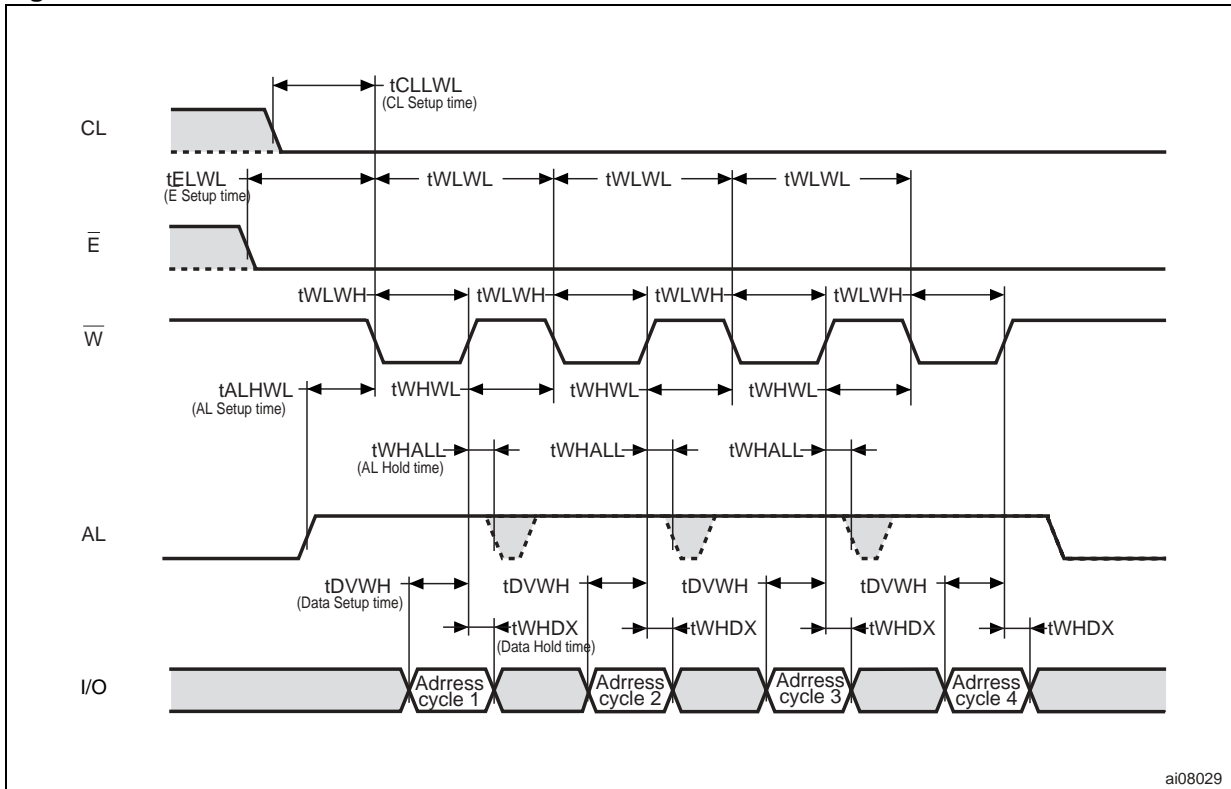 tCLLWL
(CL Setup time)
CL
tELWL
(E̅ Setup time)
tWLWL
tWLWL
tWLWL
E̅
tWLWH
tWLWH
tWLWH
tWLWH
W̅
tALHWL
(AL Setup time)
tWHWL
tWHWL
tWHWL
tWHALL
(AL Hold time)
tWHALL
tWHALL
AL
tDVWH
(Data Setup time)
tDVWH
tDVWH
tDVWH
tWHDX
(Data Hold time)
tWHDX
tWHDX
tWHDX
I/O
Adrress
cycle 1
Adrress
cycle 2
Adrress
cycle 3
Adrress
cycle 4
ai08029